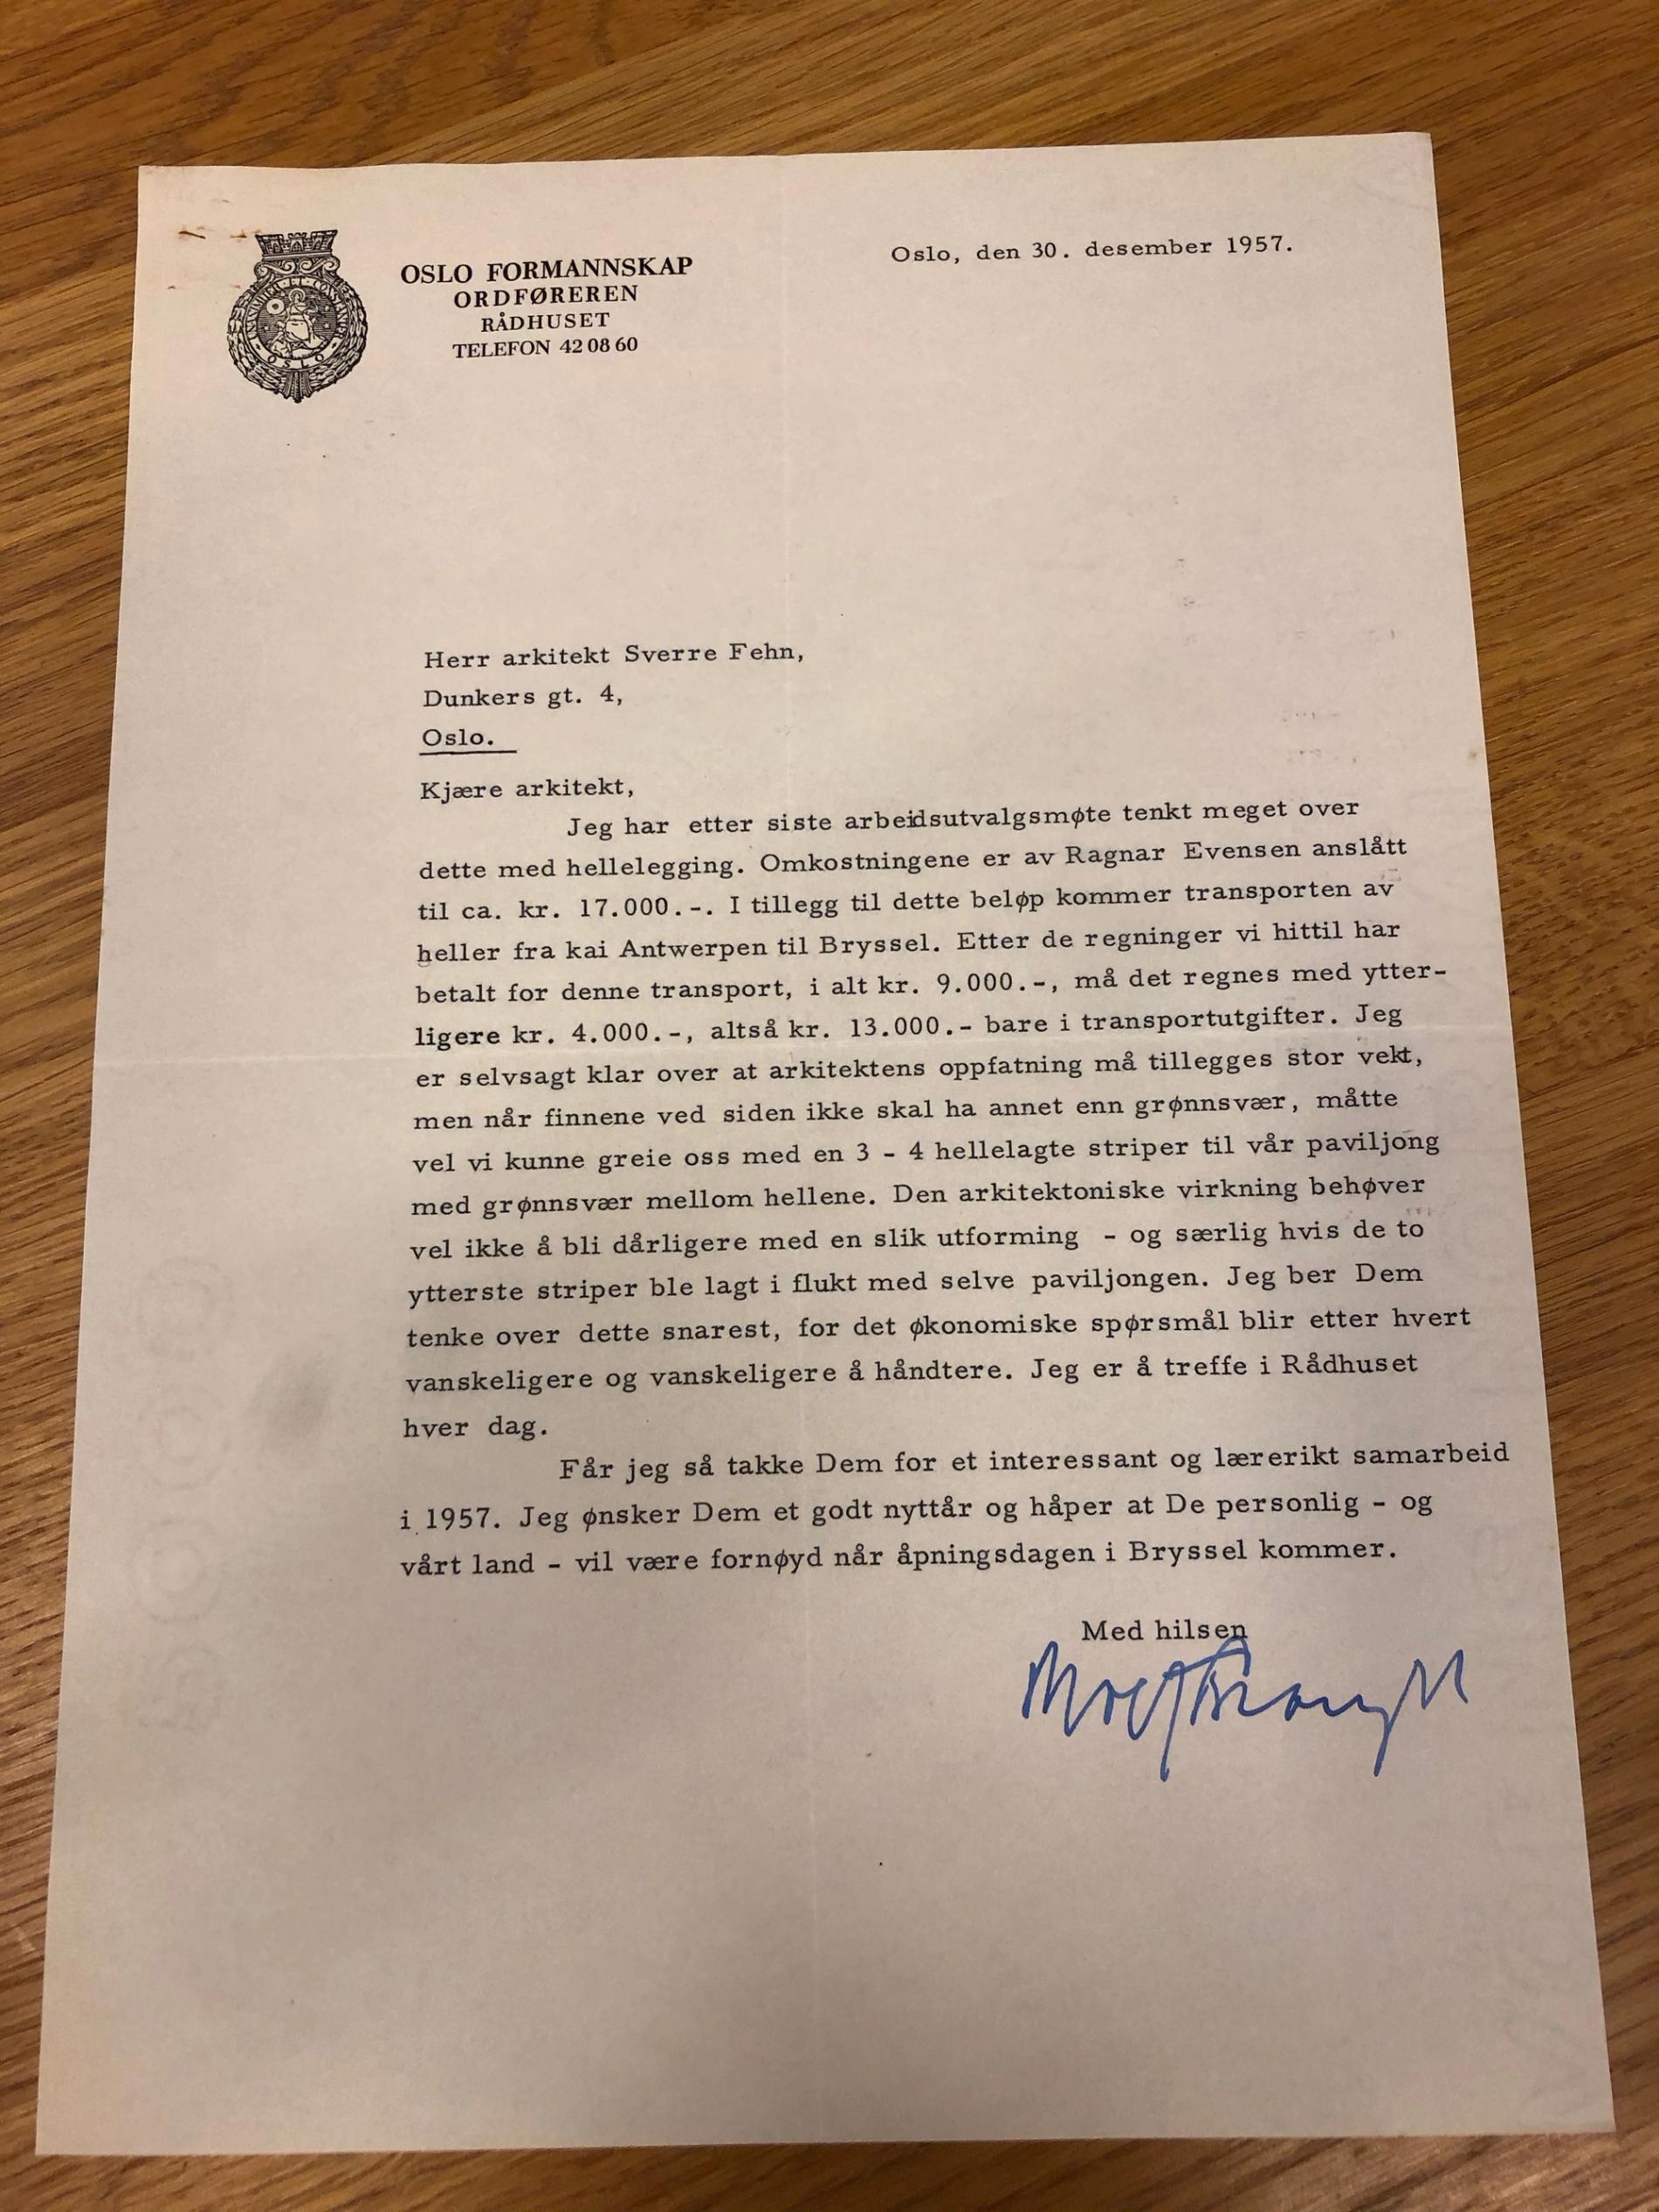 OSLO FORMANNSKAP
ORDFØREREN
RÅDHUSET
TELEFON 42 08 60
Oslo, den 30. desember 1957.
OSLO
Herr arkitekt Sverre Fehn,
Dunkers gt. 4,
Oslo.
Kjære arkitekt,
Jeg har etter siste arbeidsutvalgsmøte tenkt meget over
dette med hellelegging. Omkostningene er av Ragnar Evensen anslått
til ca. kr. 17.000.-. I tillegg til dette beløp kommer transporten av
heller fra kai Antwerpen til Bryssel. Etter de regninger vi hittil har
betalt for denne transport, i alt kr. 9.000.-, må det regnes med ytter-
ligere kr. 4.000.-, altså kr. 13.000.- bare i transportutgifter. Jeg
er selvsagt klar over at arkitektens oppfatning må tillegges stor vekt,
men når finnene ved siden ikke skal ha annet enn grønnsvær, måtte
vel vi kunne greie oss med en 3 - 4 hellelagte striper til vår paviljong
med grønnsvær mellom hellene. Den arkitektoniske virkning behøver
vel ikke å bli dårligere med en slik utforming - og særlig hvis de to
ytterste striper ble lagt i flukt med selve paviljongen. Jeg ber Dem
tenke over dette snarest, for det økonomiske spørsmål blir etter hvert
vanskeligere og vanskeligere å håndtere. Jeg er å treffe i Rådhuset
hver dag.
Får jeg så takke Dem for et interessant og lærerikt samarbeid
i 1957. Jeg ønsker Dem et godt nyttår og håper at De personlig - og
vårt land - vil være fornøyd når åpningsdagen i Bryssel kommer.
Med hilsen